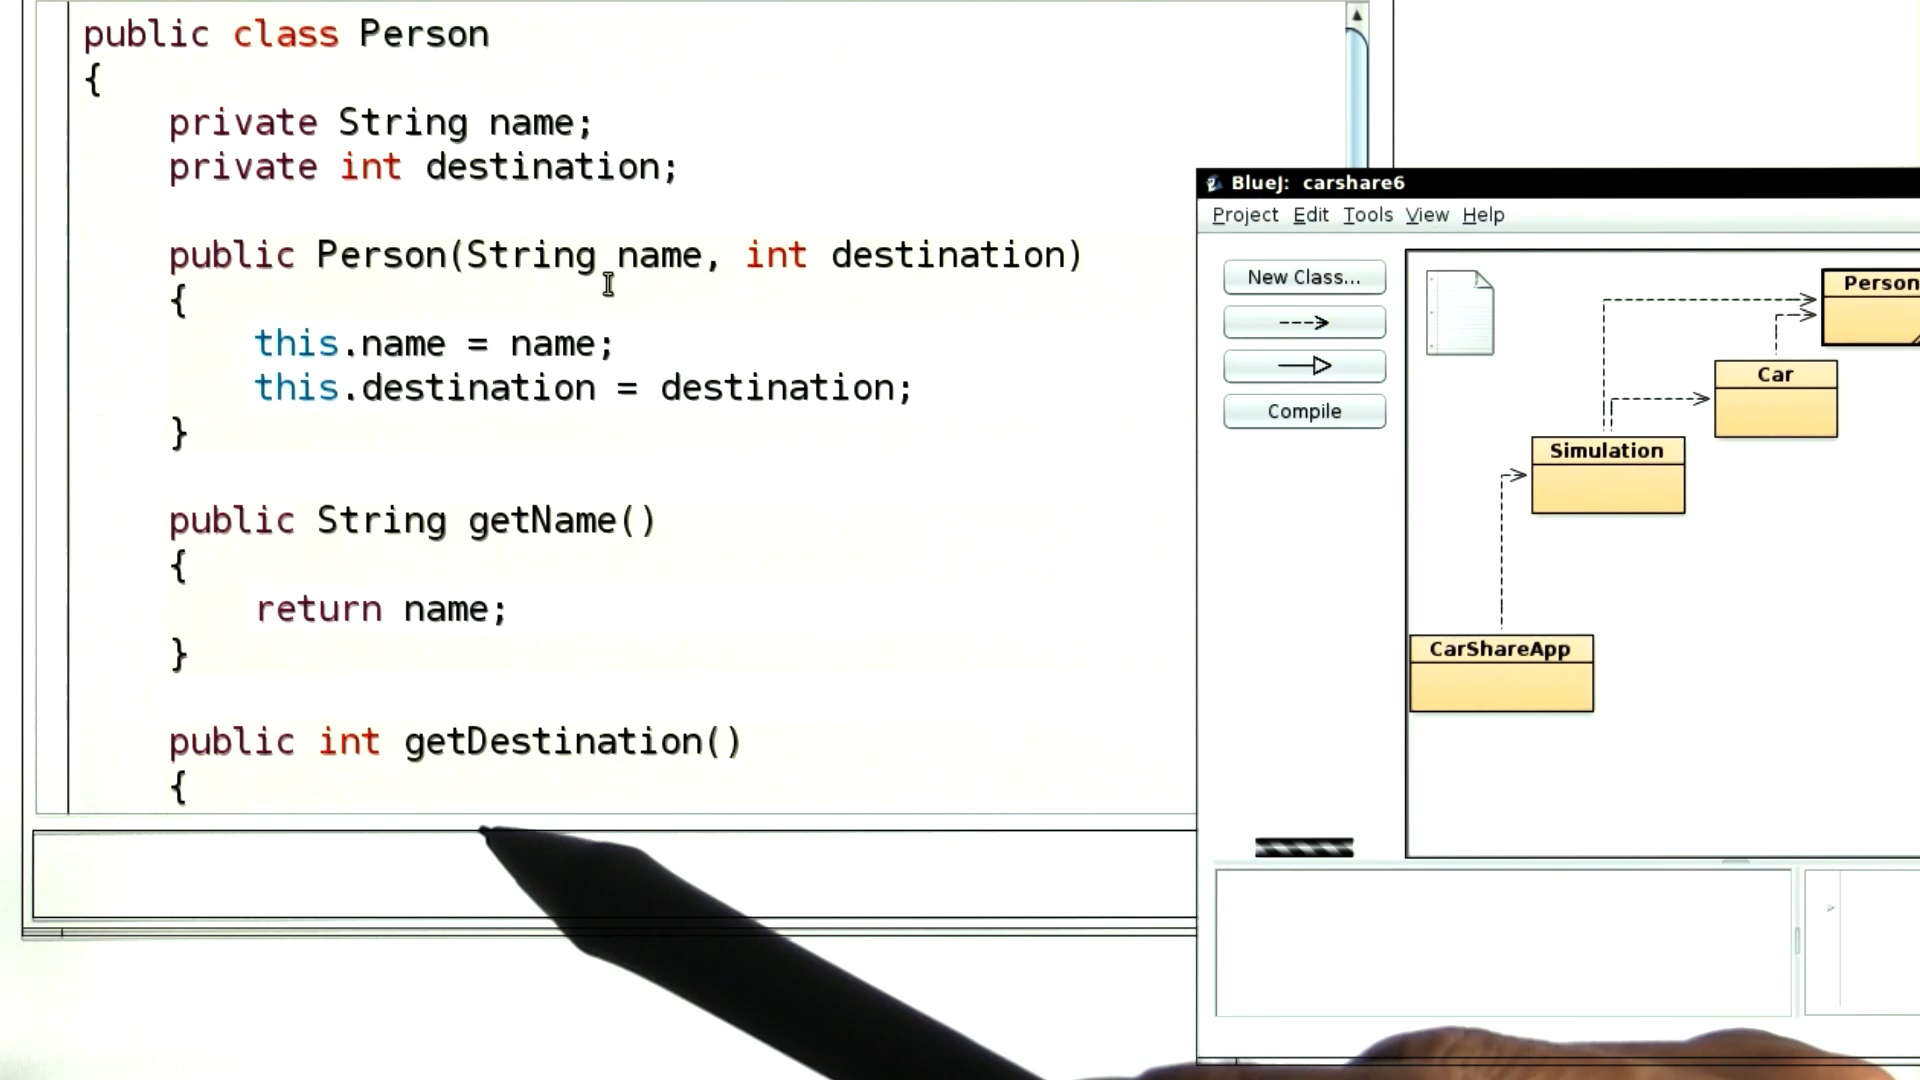 public class Person
{
private String name;
private int destination;
public Person(String name, int destination)
{
this.name = name;
this.destination = destination;
}
public String getName()
{
return name;
}
public int getDestination()
{
BlueJ: carshare6
Project Edit Tools View Help
New Class...
Compile
Person
Car
Simulation
CarShareApp